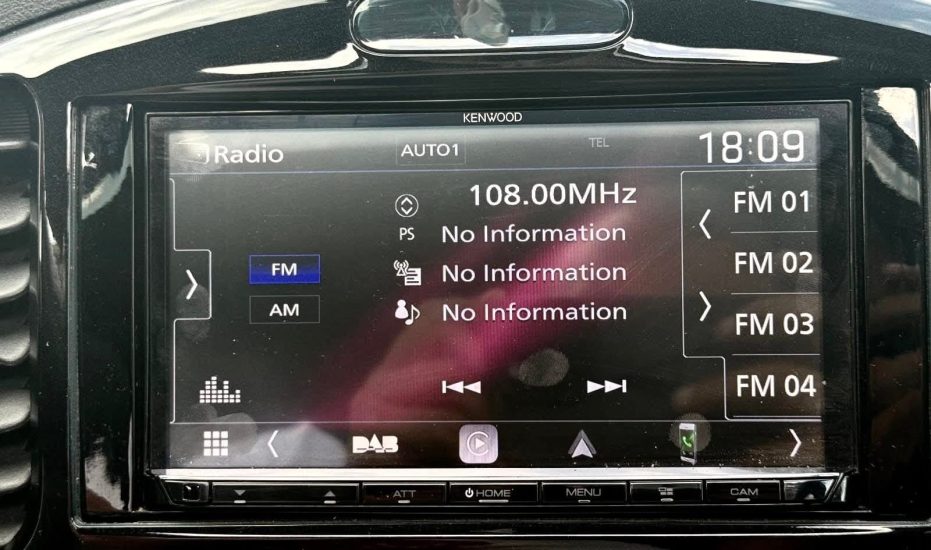 KENWOOD
Radio
AUTO1
TEL
18:09
108.00MHz
PS No Information
No Information
No Information
FM
AM
FM 01
FM 02
FM 03
FM 04
DAB
ATT
HOME
MENU
CAM